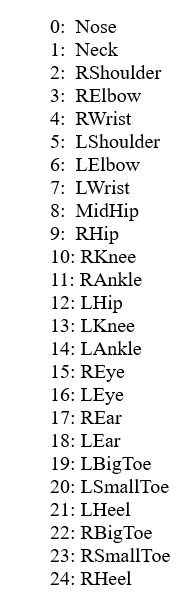 0: Nose
1: Neck
2: RShoulder
3: RElbow
4: RWrist
5: LShoulder
6: LElbow
7: LWrist
8: MidHip
9: RHip
10: RKnee
11: RAnkle
12: LHip
13: LKnee
14: LAnkle
15: REye
16: LEye
17: REar
18: LEar
19: LBigToe
20: LSmallToe
21: LHeel
22: RBigToe
23: RSmallToe
24: RHeel